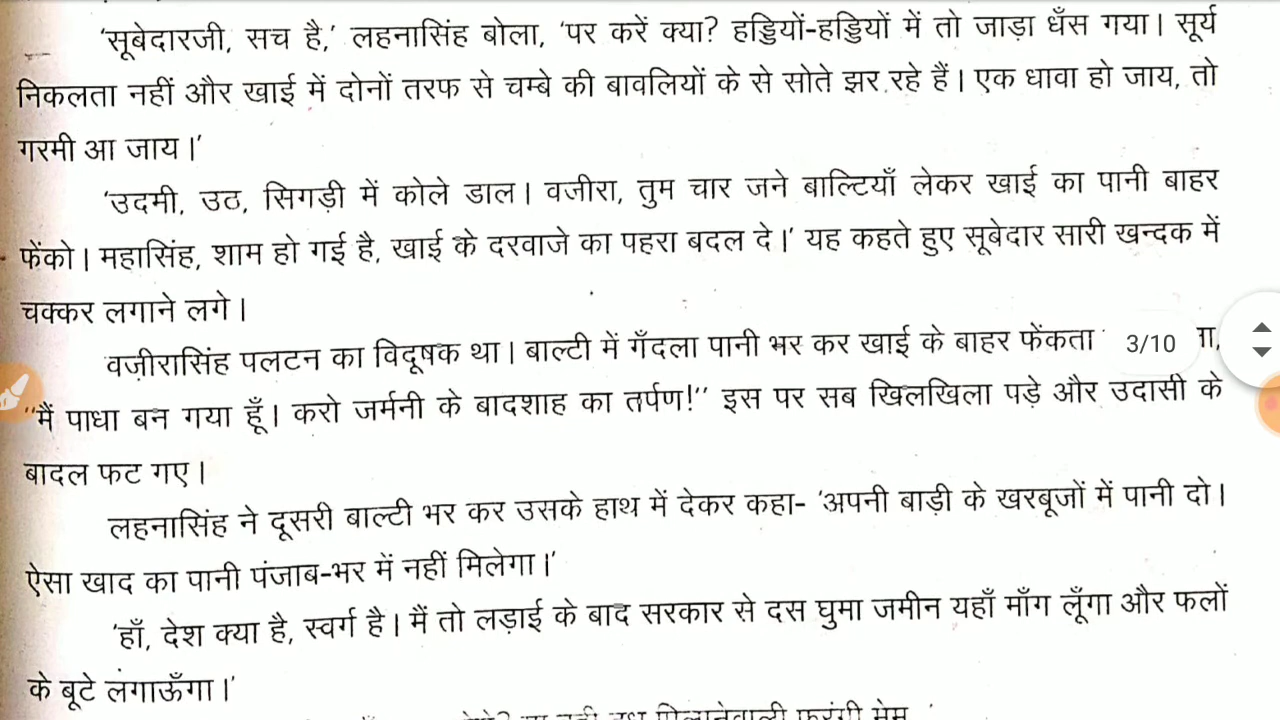 'सूबेदारजी, सच है,' लहनासिंह बोला, 'पर करें क्या? हड्डियों-हड्डियों में तो जाड़ा धँस गया। सूर्य
निकलता नहीं और खाई में दोनों तरफ से चम्बे की बावलियों के से सोते झर रहे हैं। एक धावा हो जाय, तो
गरमी आ जाय।'
'उदमी, उठ, सिगड़ी में कोले डाल। वजीरा, तुम चार जने बाल्टियाँ लेकर खाई का पानी बाहर
फेंको। महासिंह, शाम हो गई है, खाई के दरवाजे का पहरा बदल दे।' यह कहते हुए सूबेदार सारी खन्दक में
चक्कर लगाने लगे।
वज़ीरासिंह पलटन का विदूषक था। बाल्टी में गँदला पानी भर कर खाई के बाहर फेंकता
3/10
"मैं पाधा बन गया हूँ। करो जर्मनी के बादशाह का तर्पण!" इस पर सब खिलखिला पड़े और उदासी के
बादल फट गए।
लहनासिंह ने दूसरी बाल्टी भर कर उसके हाथ में देकर कहा- 'अपनी बाड़ी के खरबूजों में पानी दो।
ऐसा खाद का पानी पंजाब-भर में नहीं मिलेगा।'
'हाँ, देश क्या है, स्वर्ग है। मैं तो लड़ाई के बाद सरकार से दस घुमा जमीन यहाँ माँग लूँगा और फलों
के बूटे लगाऊँगा।'